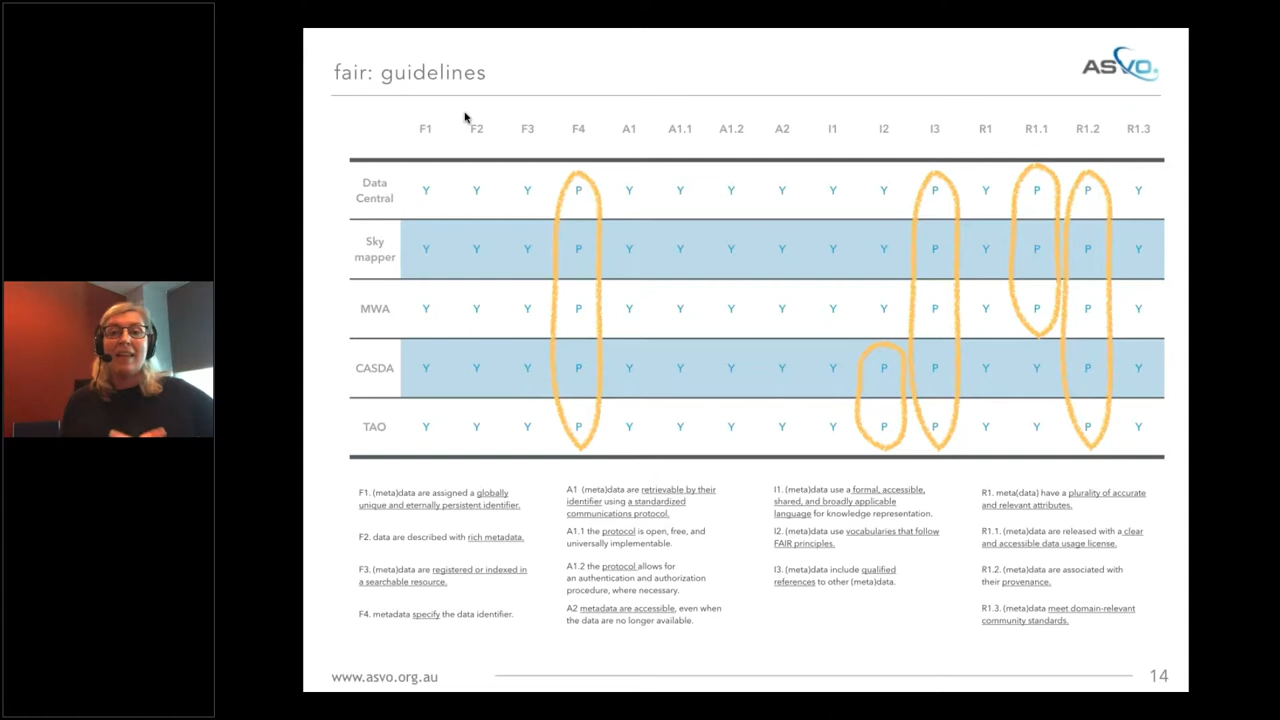 fair: guidelines
ASVO
F1 F2 F3 F4 A1 A1.1 A1.2 A2 I1 I2 I3 R1 R1.1 R1.2 R1.3
Data
Central
Y Y Y P Y Y Y Y Y Y P Y P P Y
Sky
mapper
Y Y Y P Y Y Y Y Y Y P Y P P Y
MWA Y Y Y P Y Y Y Y Y Y P Y P P Y
CASDA Y Y Y P Y Y Y Y Y P P Y Y P Y
TAO Y Y Y P Y Y Y Y Y P P Y Y P Y
F1. (meta)data are assigned a globally
unique and eternally persistent identifier.
F2. data are described with rich metadata.
F3. (meta)data are registered or indexed in
a searchable resource.
F4. metadata specify the data identifier.
A1 (meta)data are retrievable by their
identifier using a standardized
communications protocol.
A1.1 the protocol is open, free, and
universally implementable.
A1.2 the protocol allows for
an authentication and authorization
procedure, where necessary.
A2 metadata are accessible, even when
the data are no longer available.
I1. (meta)data use a formal, accessible,
shared, and broadly applicable
language for knowledge representation.
I2. (meta)data use vocabularies that follow
FAIR principles.
I3. (meta)data include qualified
references to other (meta)data.
R1. meta(data) have a plurality of accurate
and relevant attributes.
R1.1. (meta)data are released with a clear
and accessible data usage license.
R1.2. (meta)data are associated with
their provenance.
R1.3. (meta)data meet domain-relevant
community standards.
www.asvo.org.au
14